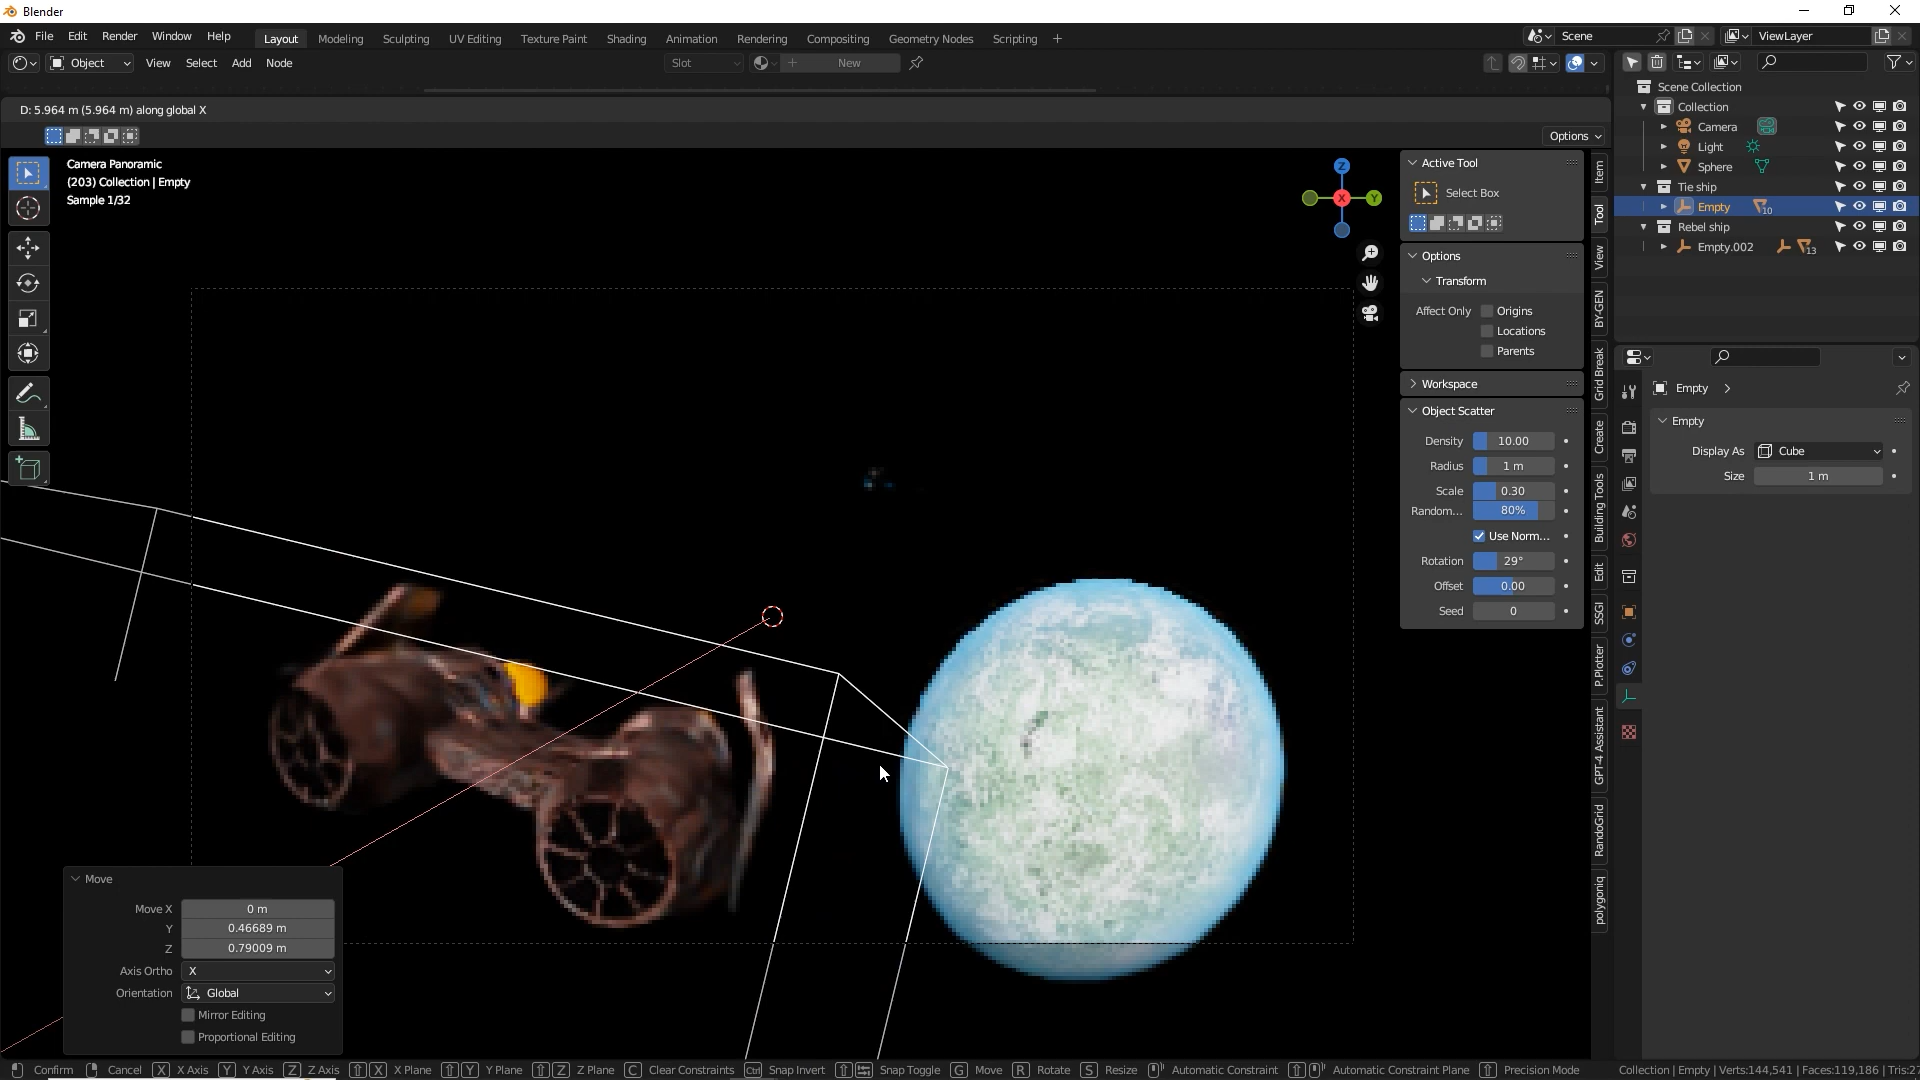 Blender
File Edit Render Window Help Layout Modeling Sculpting UV Editing Texture Paint Shading Animation Rendering Compositing Geometry Nodes Scripting + Scene ViewLayer
Object View Select Add Node Slot New
D: 5.964 m (5.964 m) along global X
Options
Camera Panoramic
(203) Collection | Empty
Sample 1/32
Z
X
Y
Active Tool
Select Box
Options
Transform
Affect Only Origins
Locations
Parents
Workspace
Object Scatter
Density 10.00
Radius 1 m
Scale 0.30
Random... 80%
Use Norm...
Rotation 29°
Offset 0.00
Seed 0
Item
Tool
View
BY-GEN
Grid Break
Create
Building Tools
Edit
SSGI
P.Plotter
GPT-4 Assistant
RandoGrid
polygoniq
Scene Collection
Collection
Camera
Light
Sphere
Tie ship
Empty 10
Rebel ship
Empty.002 13
Empty
Empty
Display As Cube
Size 1 m
Move
Move X 0 m
Y 0.46689 m
Z 0.79009 m
Axis Ortho X
Orientation Global
Mirror Editing
Proportional Editing
Confirm Cancel X X Axis Y Y Axis Z Z Axis X X Plane Y Y Plane Z Z Plane C Clear Constraints Ctrl Snap Invert Snap Toggle G Move R Rotate S Resize Automatic Constraint Automatic Constraint Plane Precision Mode Collection | Empty | Verts:144,541 | Faces:119,186 | Tris:2